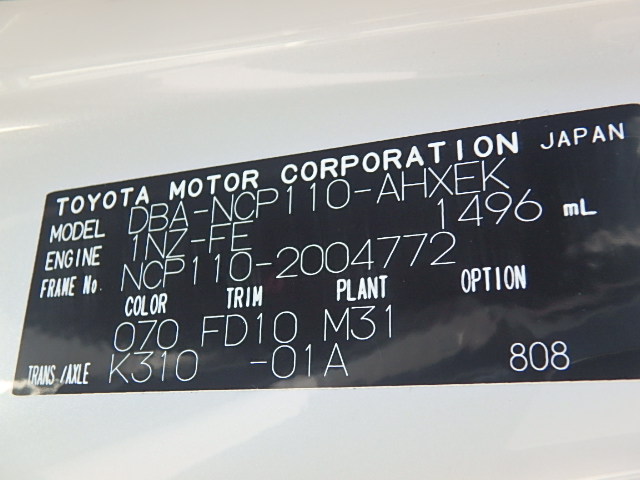 TOYOTA MOTOR CORPORATION JAPAN
MODEL DBA-NCP110-AHXEK
ENGINE 1NZ-FE 1496 mL
FRAME No. NCP110-2004772
COLOR TRIM PLANT OPTION
070 FD10 M31
TRANS/AXLE K310 -01A 808